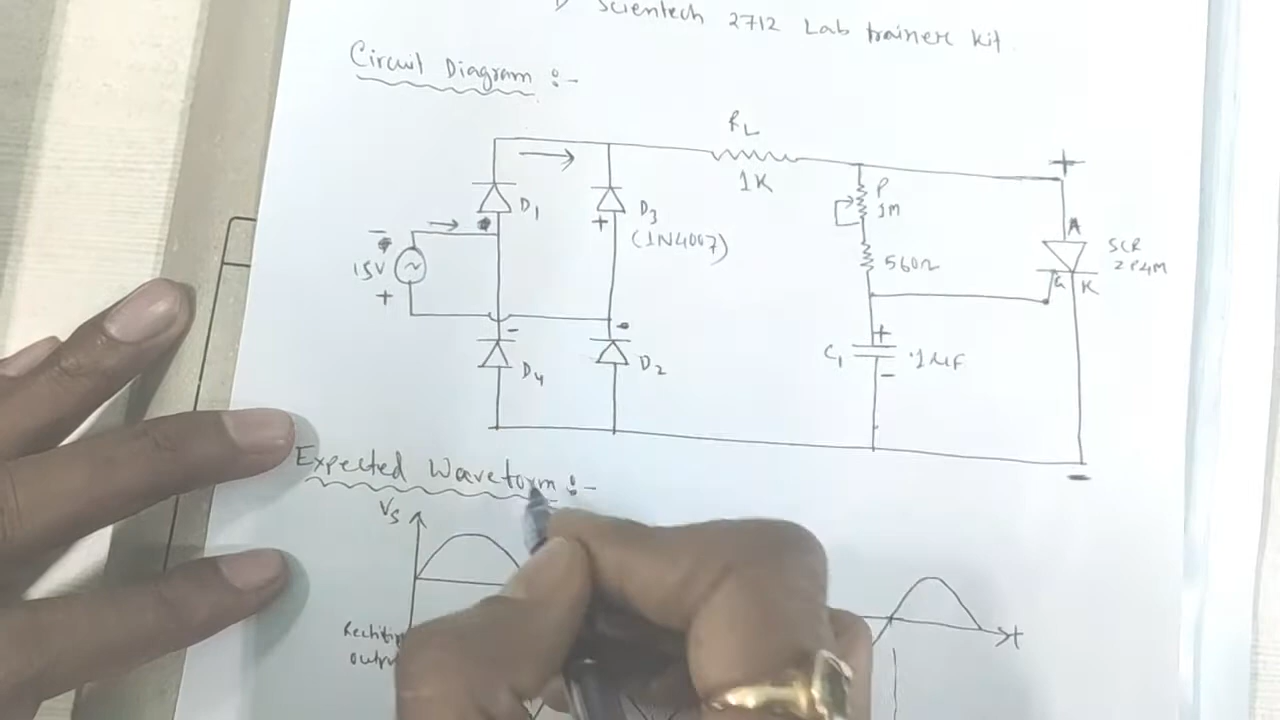 Scientech 2712 Lab trainer kit
Circuit Diagram :-
RL
1K
+
P
1M
A
D1
D3
+
(1N4007)
SCR
2P4M
15V
~
+
-
560Ω
G
K
-
D4
D2
+
C1
.1MF
-
-
Expected Waveform :-
Vs
t